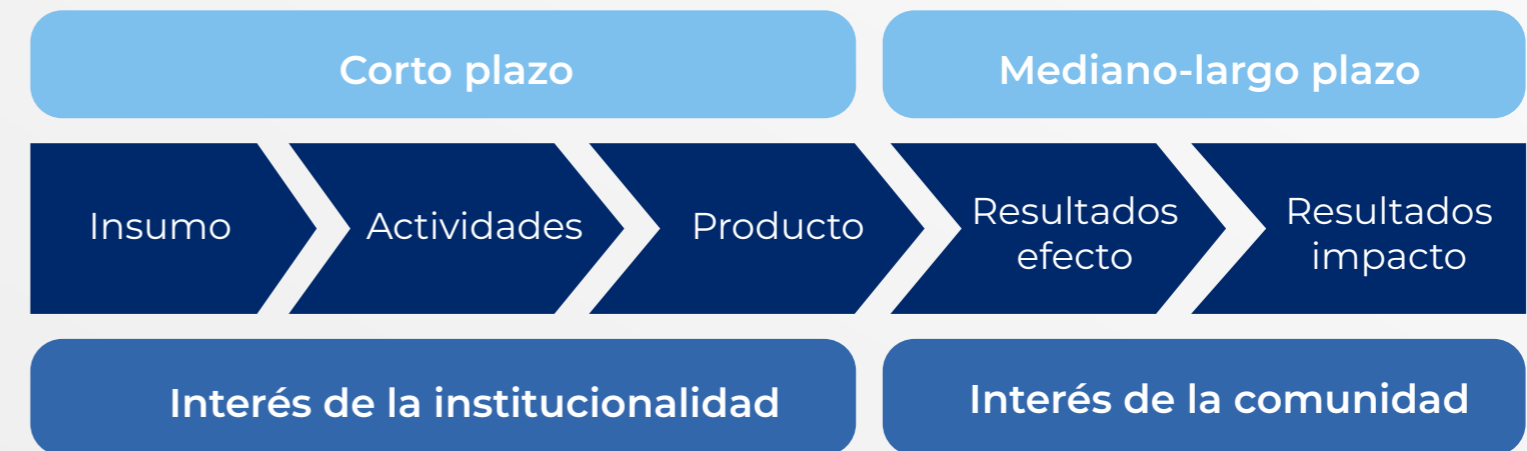 Corto plazo
Mediano-largo plazo
Insumo
Actividades
Producto
Resultados
efecto
Resultados
impacto
Interés de la institucionalidad
Interés de la comunidad